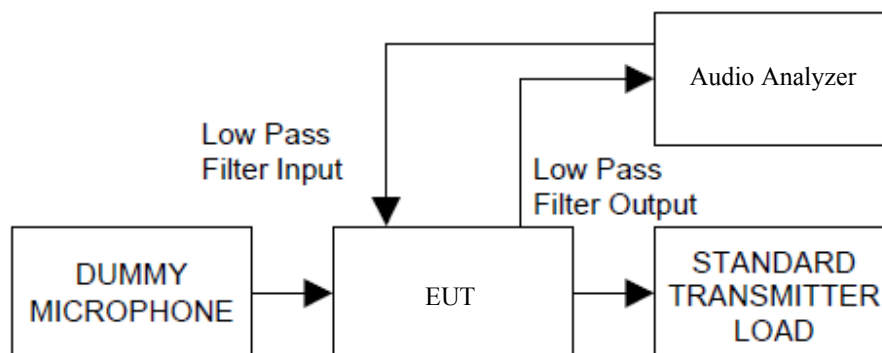 Audio Analyzer
Low Pass
Filter Input
Low Pass
Filter Output
DUMMY
MICROPHONE
EUT
STANDARD
TRANSMITTER
LOAD